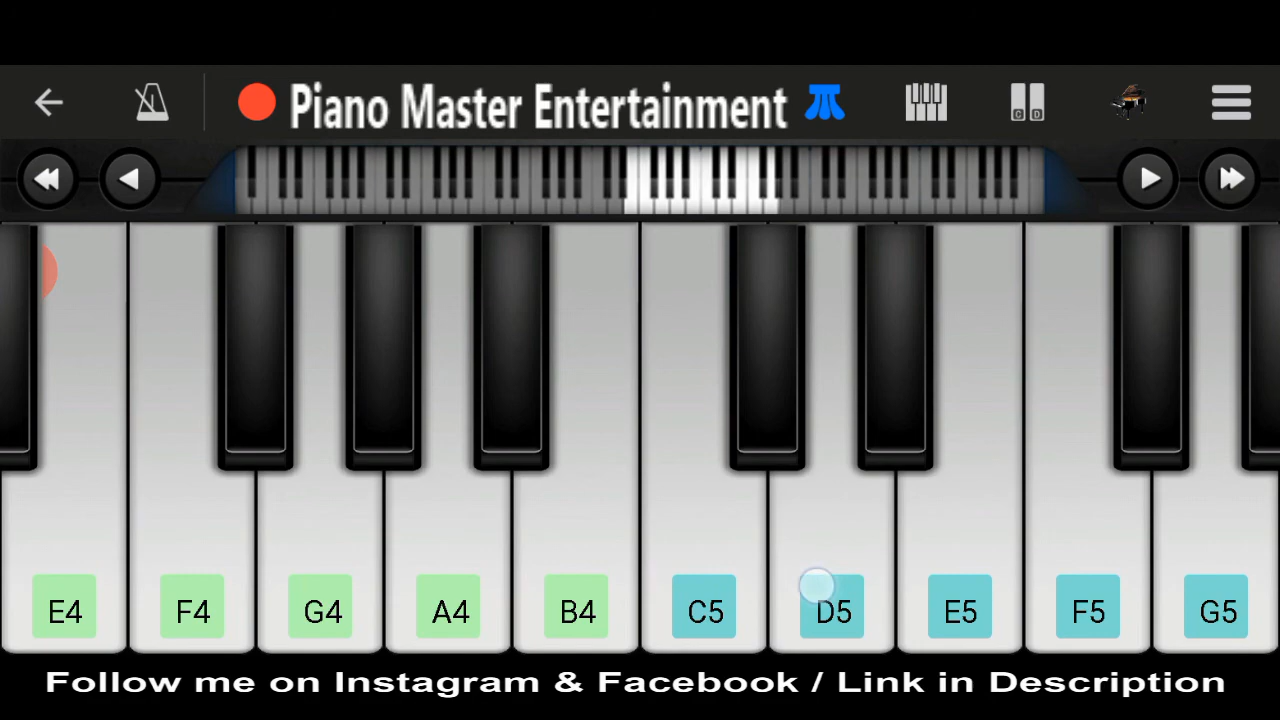 Piano Master Entertainment
E4 F4 G4 A4 B4 C5 D5 E5 F5 G5
Follow me on Instagram & Facebook / Link in Description